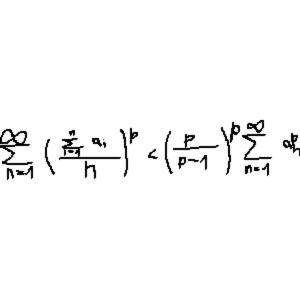 \sum_{n=1}^{\infty} \left( \frac{\sum_{i=1}^{n} a_i}{n} \right)^p < \left( \frac{p}{p-1} \right)^p \sum_{n=1}^{\infty} a_n^p